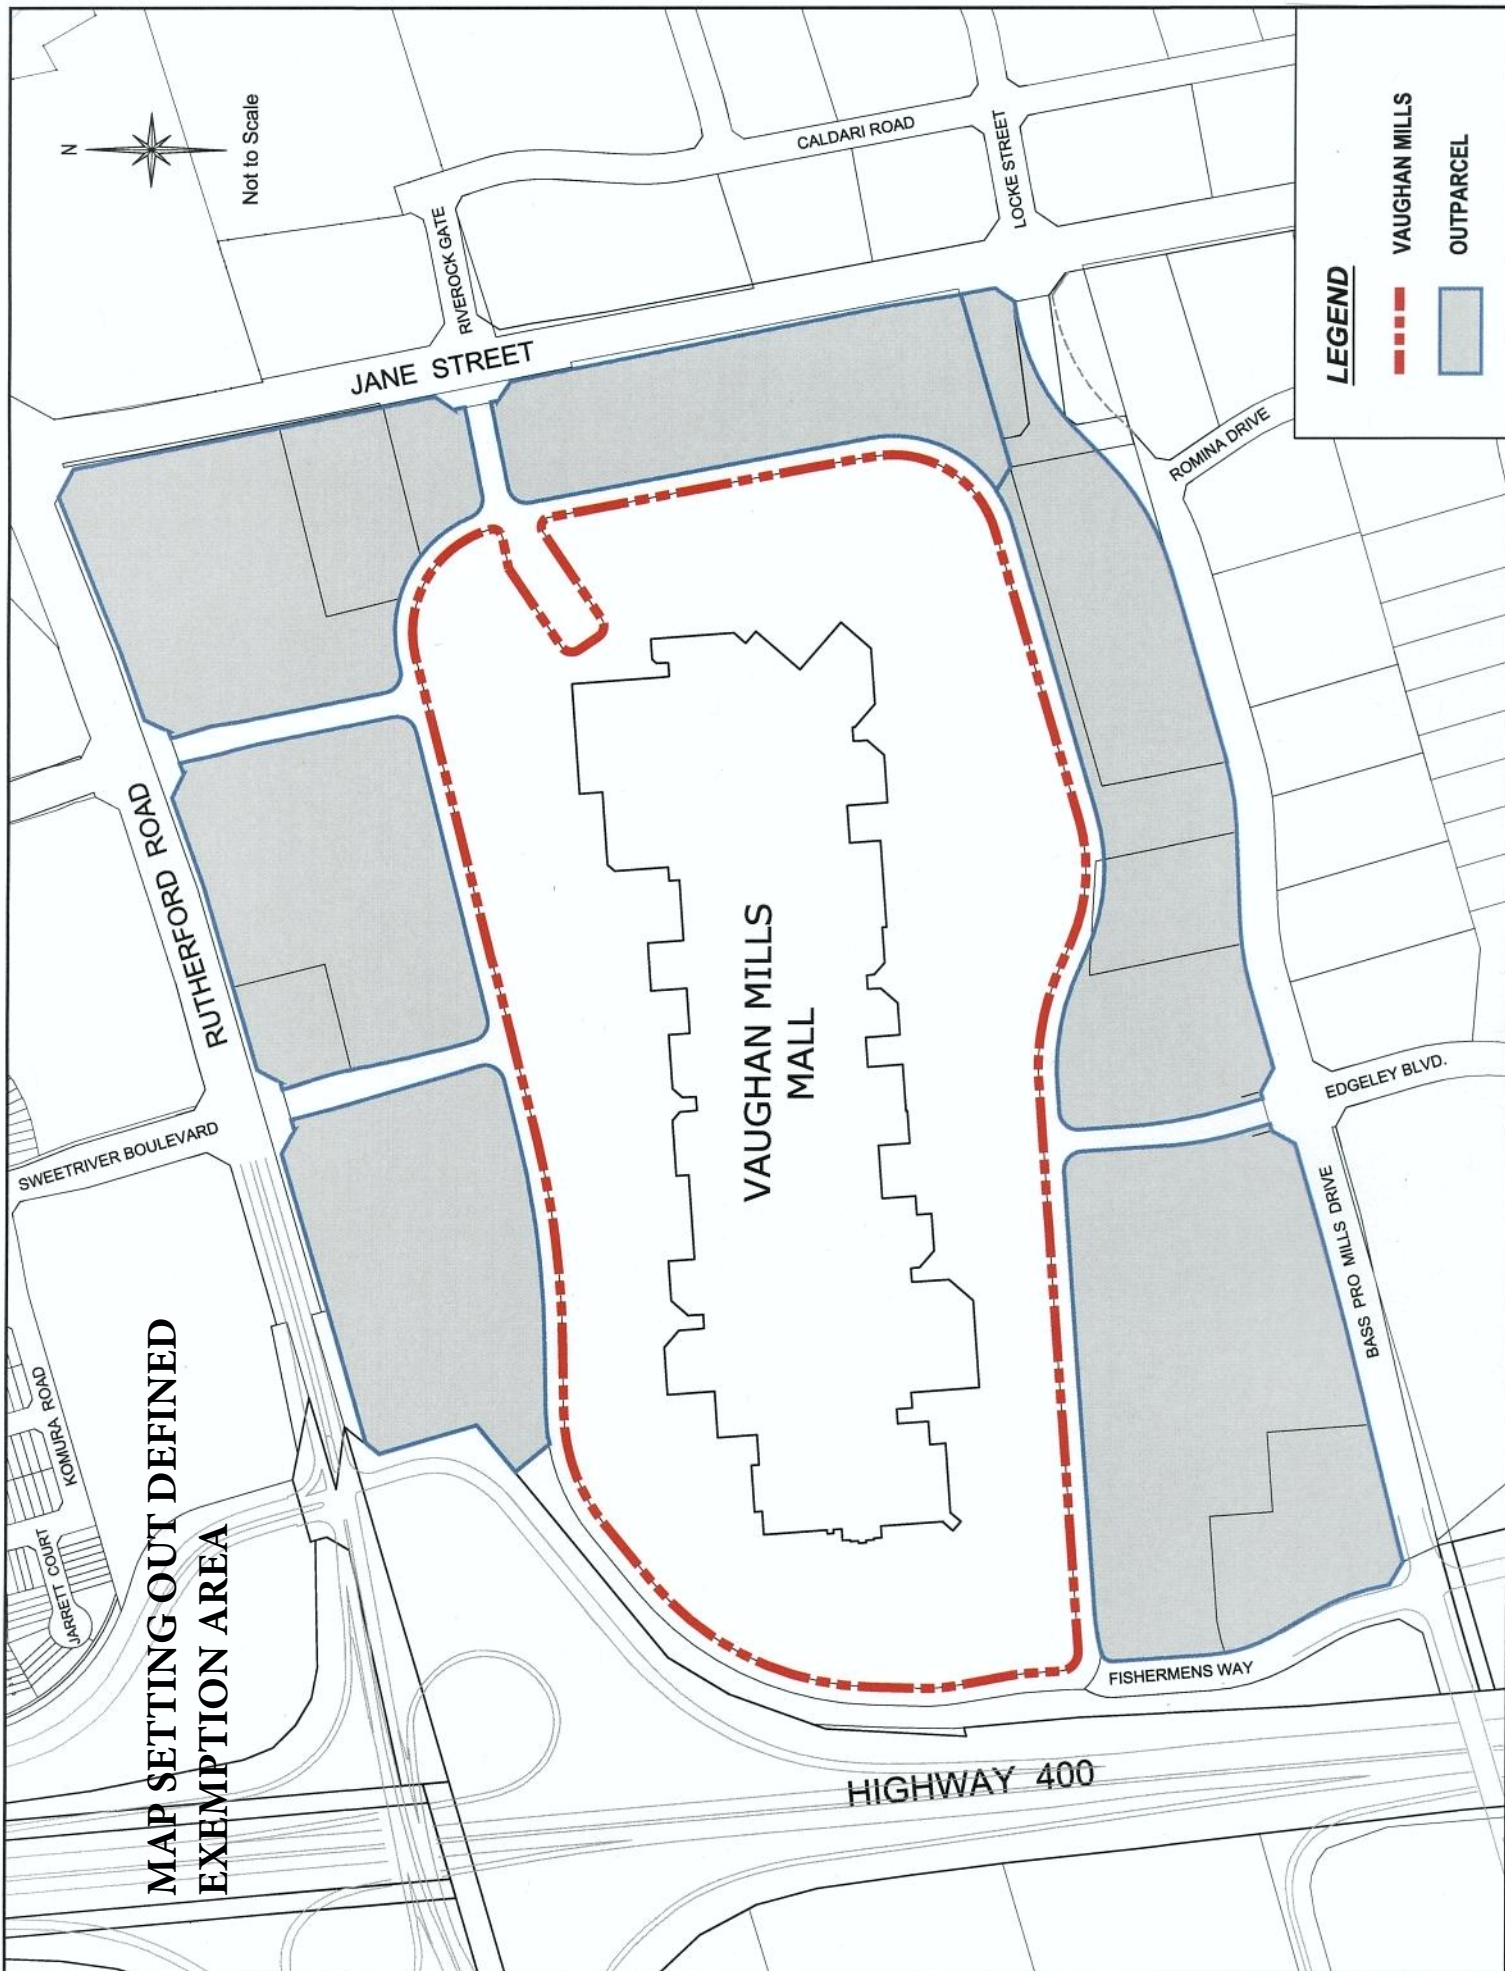 MAP SETTING OUT DEFINED
EXEMPTION AREA
N
Not to Scale
JARRETT COURT
KOMURA ROAD
SWEETRIVER BOULEVARD
RUTHERFORD ROAD
JANE STREET
RIVEROCK GATE
CALDARI ROAD
LOCKE STREET
VAUGHAN MILLS
MALL
HIGHWAY 400
FISHERMENS WAY
BASS PRO MILLS DRIVE
EDGELEY BLVD.
ROMINA DRIVE
LEGEND
VAUGHAN MILLS
OUTPARCEL